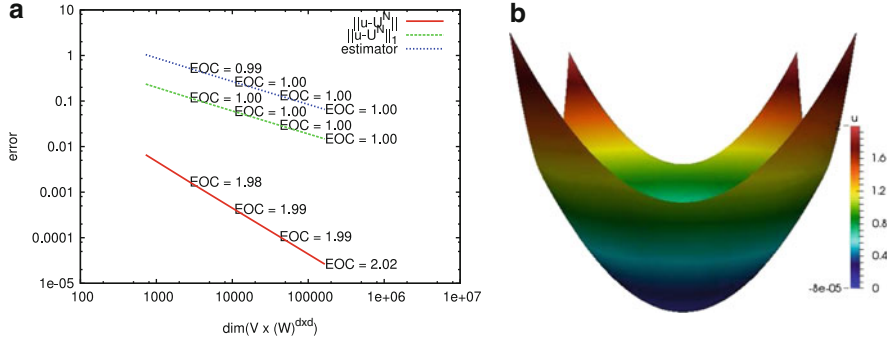 a
||u-U^N||
||u-U^N||_1
estimator
10
1
0.1
0.01
0.001
0.0001
1e-05
error
EOC = 0.99
EOC = 1.00
EOC = 1.00
EOC = 1.00
EOC = 1.00
EOC = 1.00
EOC = 1.00
EOC = 1.00
EOC = 1.98
EOC = 1.99
EOC = 1.99
EOC = 2.02
100 1000 10000 100000 1e+06 1e+07
dim(V x (W)^dxd)
b
u
2
1.6
1.2
0.8
0.4
0
-8e-05